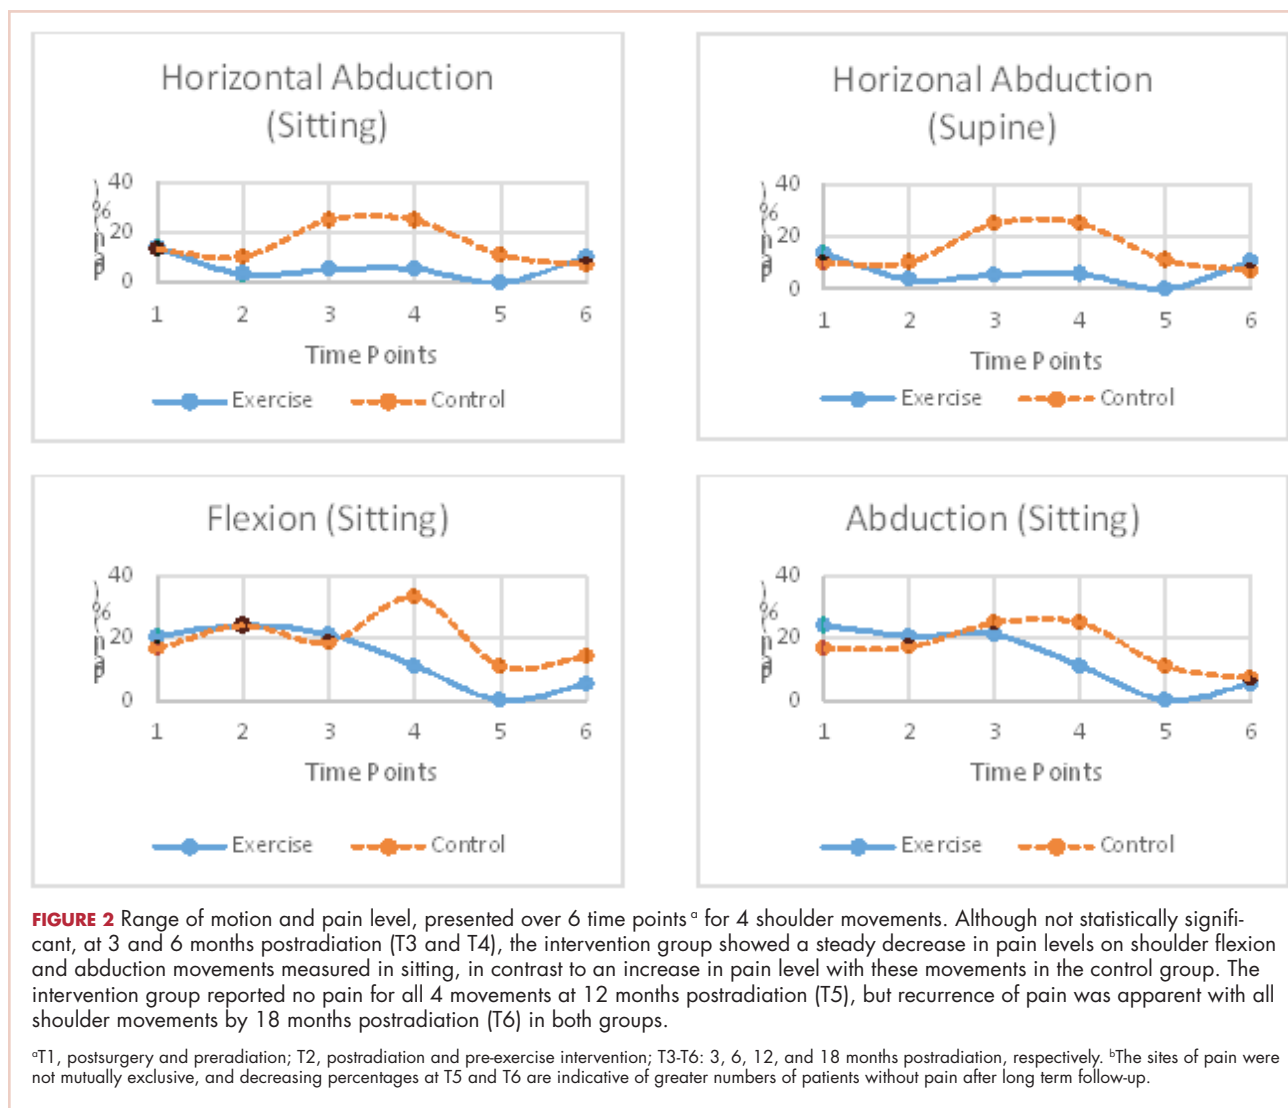 Horizontal Abduction
(Sitting)
40
20
0
Pain (%)
1 2 3 4 5 6
Time Points
Exercise Control
Horizonal Abduction
(Supine)
40
20
0
Pain (%)
1 2 3 4 5 6
Time Points
Exercise Control
Flexion (Sitting)
40
20
0
Pain (%)
1 2 3 4 5 6
Time Points
Exercise Control
Abduction (Sitting)
40
20
0
Pain (%)
1 2 3 4 5 6
Time Points
Exercise Control
FIGURE 2 Range of motion and pain level, presented over 6 time points a for 4 shoulder movements. Although not statistically signifi-
cant, at 3 and 6 months postradiation (T3 and T4), the intervention group showed a steady decrease in pain levels on shoulder flexion
and abduction movements measured in sitting, in contrast to an increase in pain level with these movements in the control group. The
intervention group reported no pain for all 4 movements at 12 months postradiation (T5), but recurrence of pain was apparent with all
shoulder movements by 18 months postradiation (T6) in both groups.
aT1, postsurgery and preradiation; T2, postradiation and pre-exercise intervention; T3-T6: 3, 6, 12, and 18 months postradiation, respectively. bThe sites of pain were
not mutually exclusive, and decreasing percentages at T5 and T6 are indicative of greater numbers of patients without pain after long term follow-up.